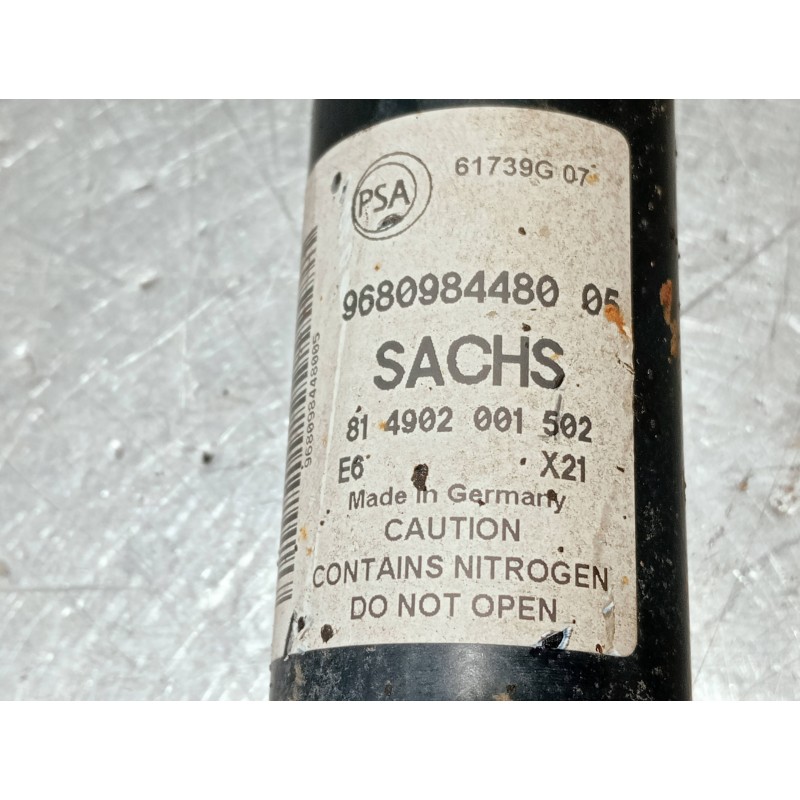 PSA
61739G 07
9680984480 05
SACHS
81 4902 001 502
E6 X21
Made in Germany
CAUTION
CONTAINS NITROGEN
DO NOT OPEN
968098448005